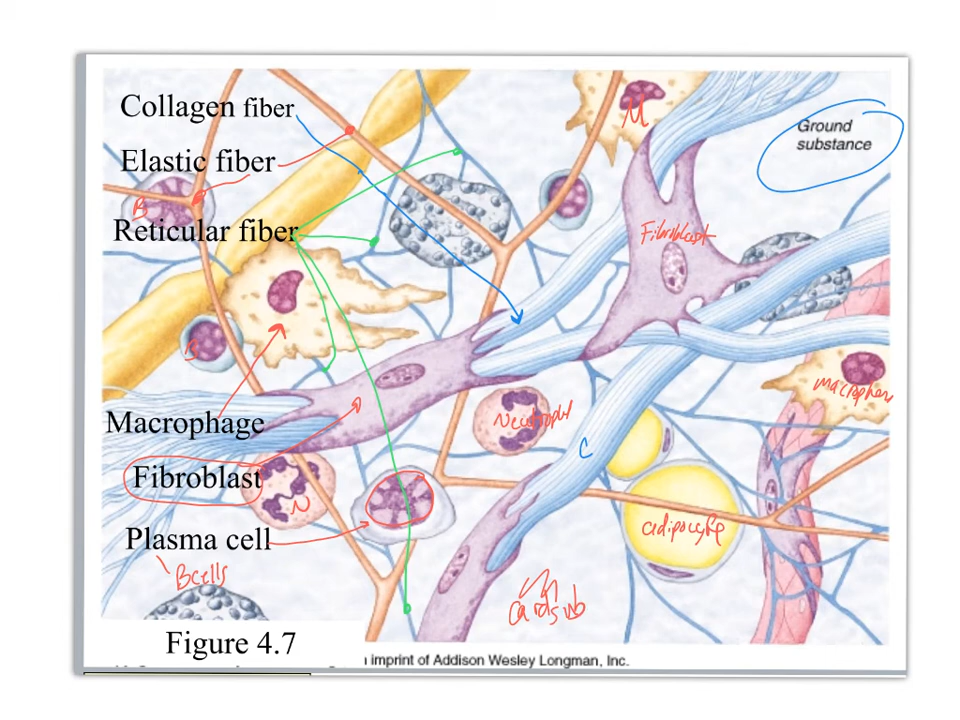 Collagen fiber
Elastic fiber
Reticular fiber
Ground
substance
M
B
Fibroblast
Macrophage
Neutrophil
C
Fibroblast
N
adipocyte
Plasma cell
B cells
Figure 4.7
imprint of Addison Wesley Longman, Inc.